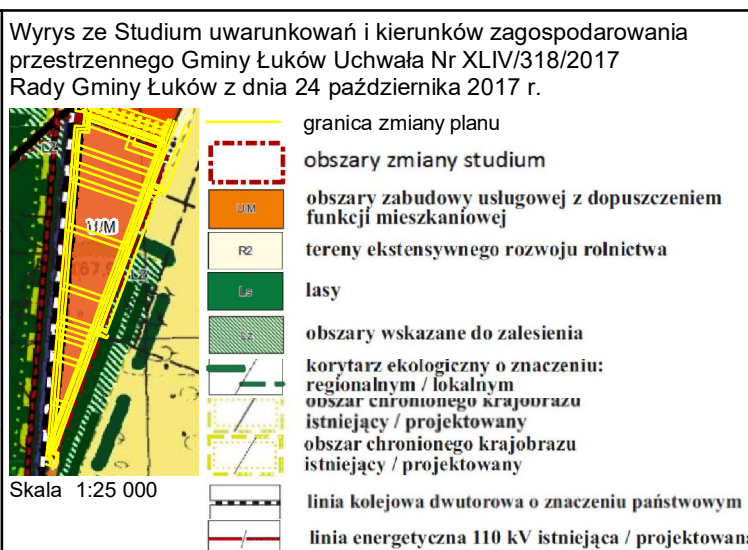 Wyrys ze Studium uwarunkowań i kierunków zagospodarowania
przestrzennego Gminy Łuków Uchwała Nr XLIV/318/2017
Rady Gminy Łuków z dnia 24 października 2017 r.
granica zmiany planu
obszary zmiany studium
U/M
obszary zabudowy usługowej z dopuszczeniem
funkcji mieszkaniowej
R2
tereny ekstensywnego rozwoju rolnictwa
Ls
lasy
obszary wskazane do zalesienia
korytarz ekologiczny o znaczeniu:
regionalnym / lokalnym
obszar chronionego krajobrazu
istniejący / projektowany
obszar chronionego krajobrazu
istniejący / projektowany
U/M
Skala 1:25 000
linia kolejowa dwutorowa o znaczeniu państwowym
linia energetyczna 110 kV istniejąca / projektowana